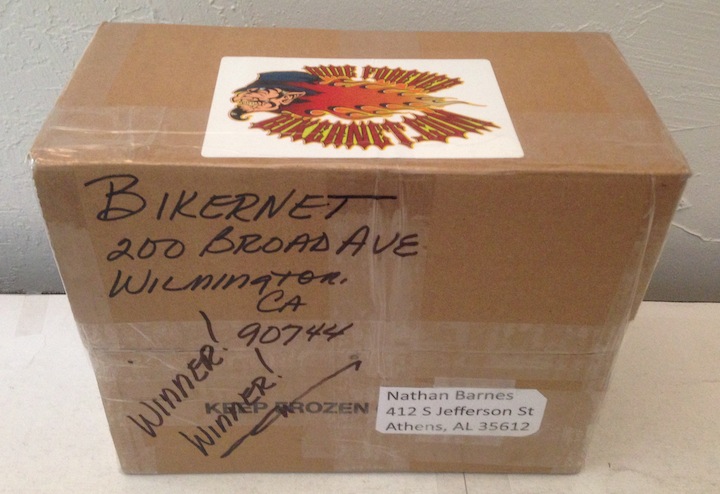 RIDE FOREVER
BIKERNET.COM
BIKERNET
200 BROAD AVE
WILMINGTON.
CA
90744
WINNER!
WINNER!
KEEP FROZEN
Nathan Barnes
412 S Jefferson St
Athens, AL 35612